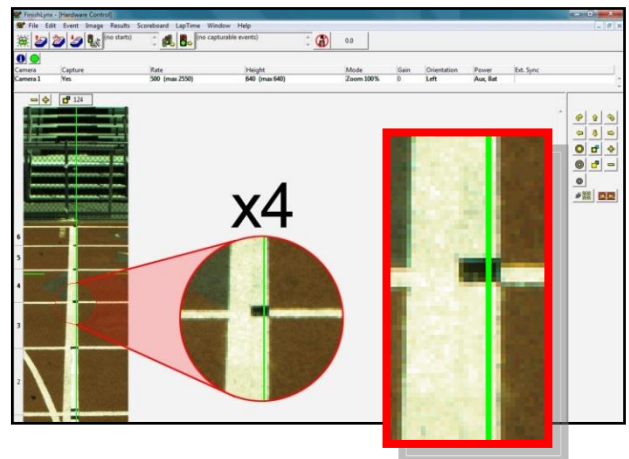 FinishLynx - [Hardware Control]
File Edit Event Image Results Scoreboard LapTime Window Help
(no starts) (no capturable events) 0.0
Camera Capture Rate Height Mode Gain Orientation Power Ext. Sync
Camera 1 Yes 500 (max 2550) 640 (max 640) Zoom 100% 0 Left Aux, Bat
124
x4
6
5
4
3
2